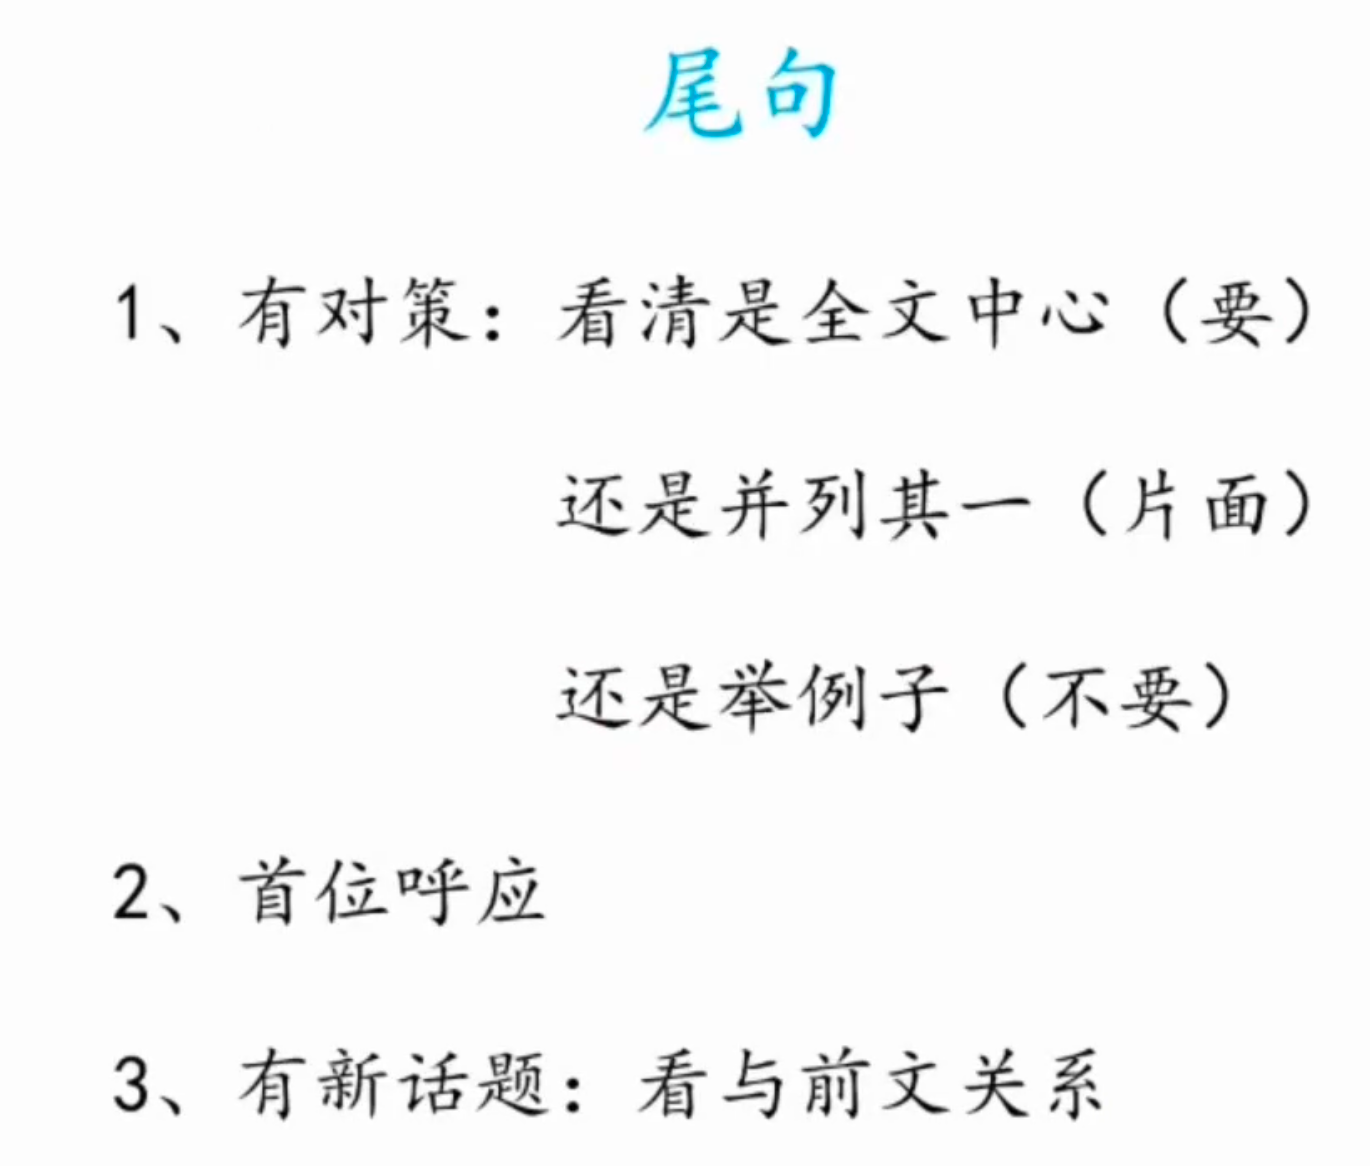 尾句
1、有对策：看清是全文中心（要）
还是并列其一（片面）
还是举例子（不要）
2、首位呼应
3、有新话题：看与前文关系